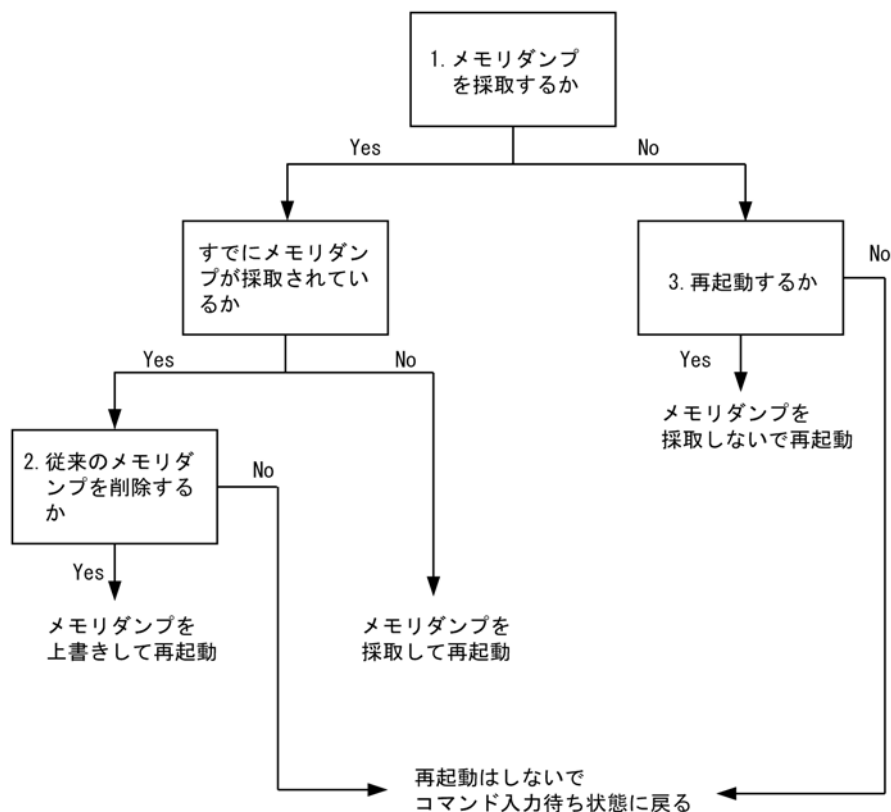 1. メモリダンプ
を採取するか
Yes
No
すでにメモリダン
プが採取されてい
るか
3. 再起動するか
No
Yes
No
Yes
メモリダンプを
採取しないで再起動
2. 従来のメモリダ
ンプを削除する
か
No
Yes
メモリダンプを
上書きして再起動
メモリダンプを
採取して再起動
再起動はしないで
コマンド入力待ち状態に戻る